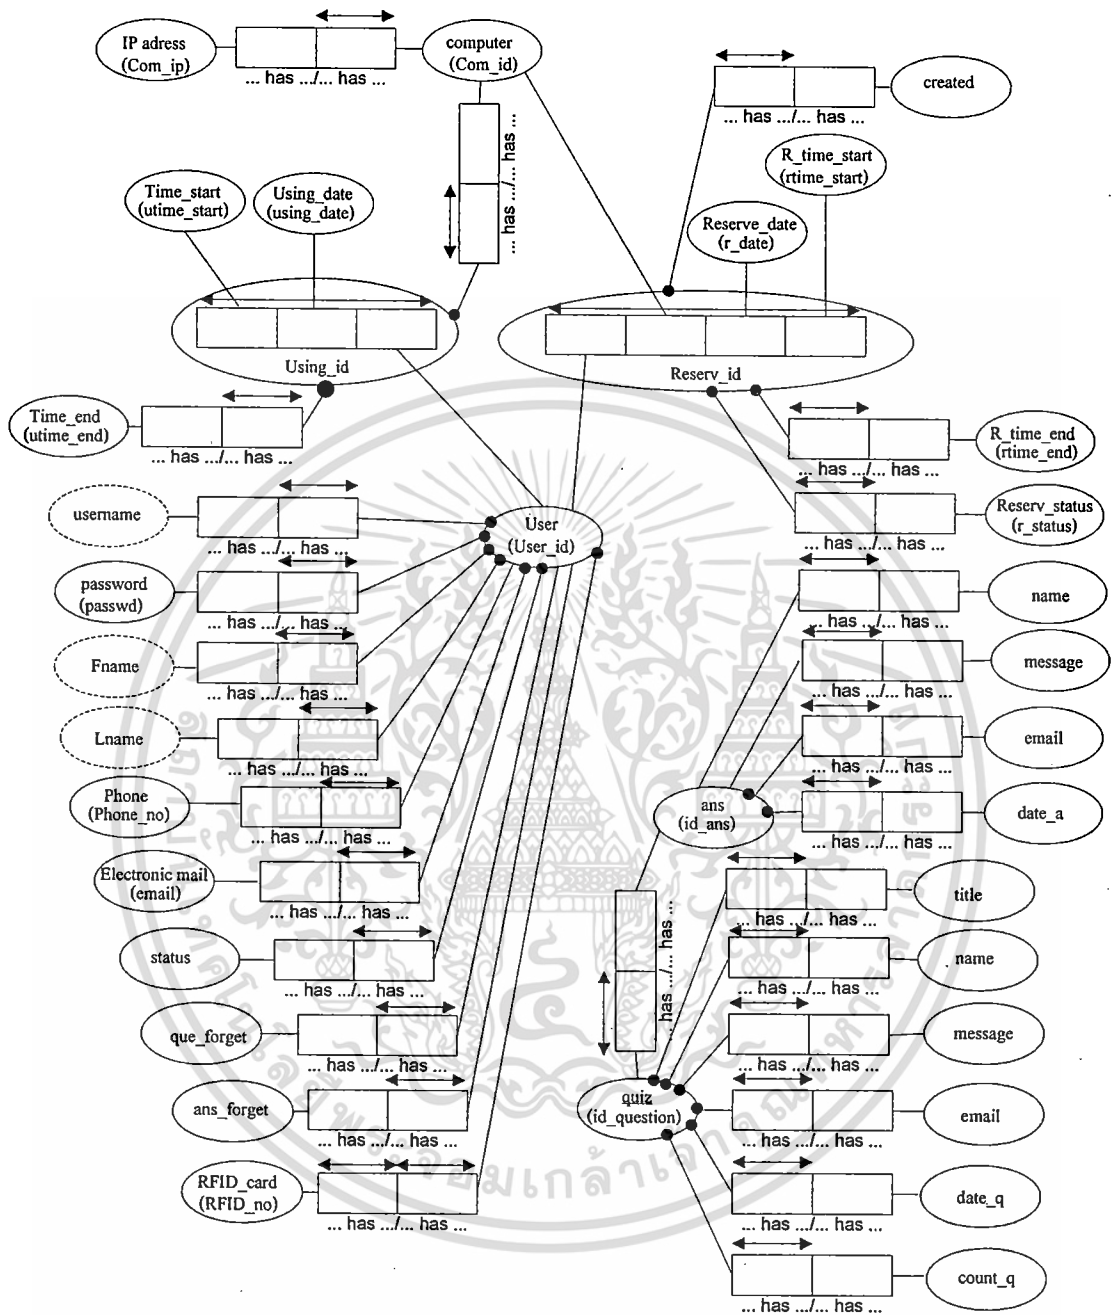 IP adress
(Com_ip)
... has .../... has ...
computer
(Com_id)
... has .../... has ...
created
... has .../... has ...
R_time_start
(rtime_start)
Reserve_date
(r_date)
Time_start
(utime_start)
Using_date
(using_date)
Using_id
Reserv_id
Time_end
(utime_end)
... has .../... has ...
R_time_end
(rtime_end)
... has .../... has ...
Reserv_status
(r_status)
... has .../... has ...
username
... has .../... has ...
User
(User_id)
password
(passwd)
... has .../... has ...
Fname
... has .../... has ...
Lname
... has .../... has ...
Phone
(Phone_no)
... has .../... has ...
Electronic mail
(email)
... has .../... has ...
status
... has .../... has ...
que_forget
... has .../... has ...
ans_forget
... has .../... has ...
RFID_card
(RFID_no)
... has .../... has ...
name
... has .../... has ...
message
... has .../... has ...
email
... has .../... has ...
date_a
... has .../... has ...
ans
(id_ans)
... has .../... has ...
title
... has .../... has ...
name
... has .../... has ...
message
... has .../... has ...
quiz
(id_question)
email
... has .../... has ...
date_q
... has .../... has ...
count_q
... has .../... has ...